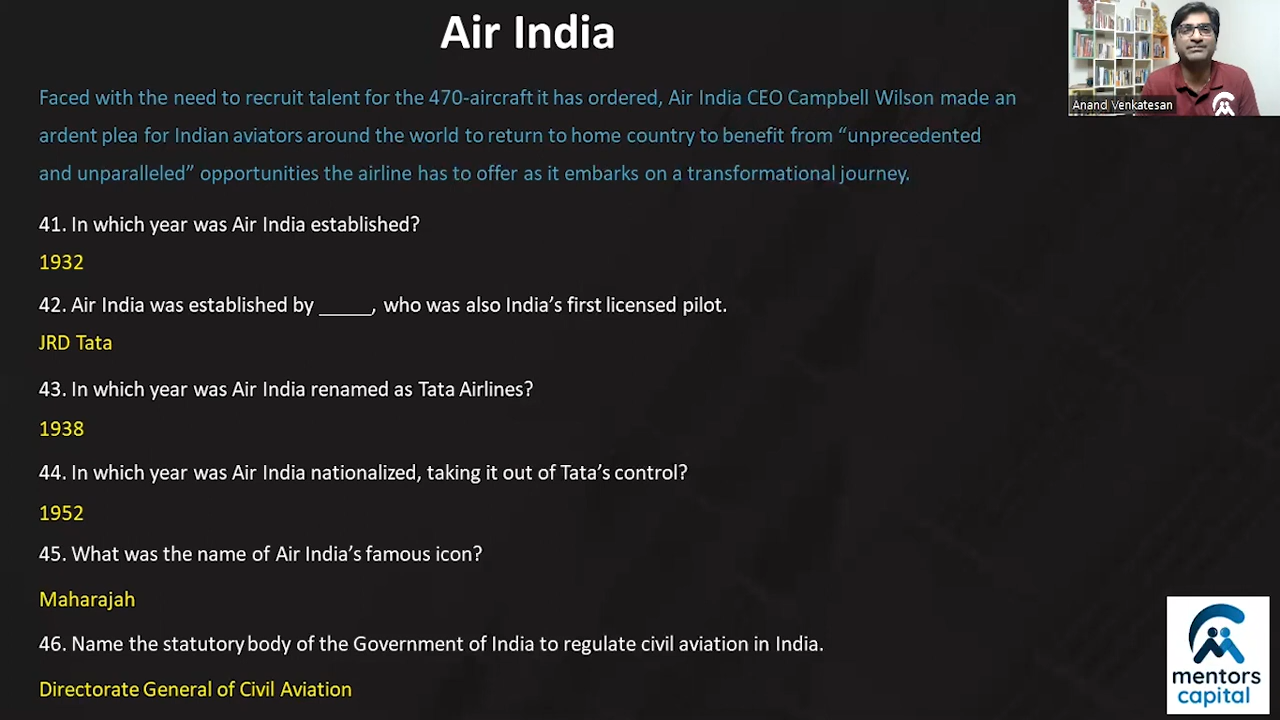 Air India
Anand Venkatesan
Faced with the need to recruit talent for the 470-aircraft it has ordered, Air India CEO Campbell Wilson made an
ardent plea for Indian aviators around the world to return to home country to benefit from “unprecedented
and unparalleled” opportunities the airline has to offer as it embarks on a transformational journey.
41. In which year was Air India established?
1932
42. Air India was established by _____, who was also India’s first licensed pilot.
JRD Tata
43. In which year was Air India renamed as Tata Airlines?
1938
44. In which year was Air India nationalized, taking it out of Tata’s control?
1952
45. What was the name of Air India’s famous icon?
Maharajah
46. Name the statutory body of the Government of India to regulate civil aviation in India.
Directorate General of Civil Aviation
mentors
capital